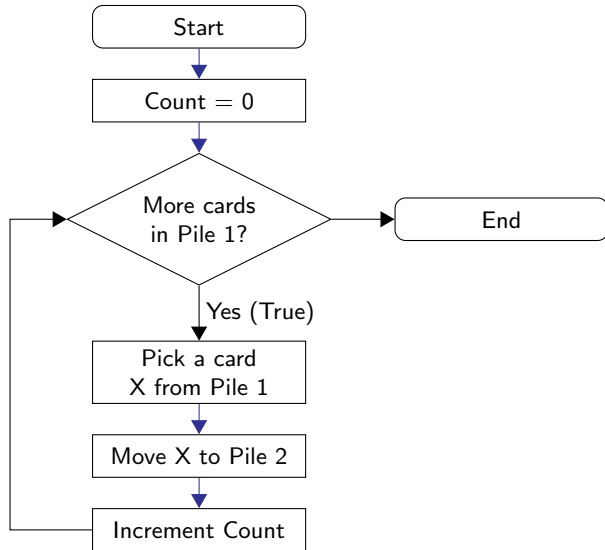 Start
Count = 0
More cards
in Pile 1?
End
Yes (True)
Pick a card
X from Pile 1
Move X to Pile 2
Increment Count